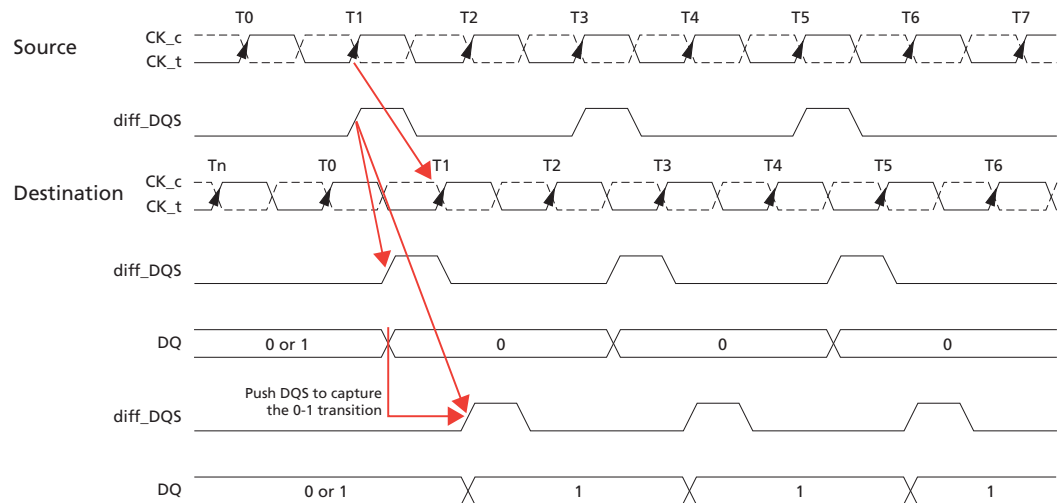 T0 T1 T2 T3 T4 T5 T6 T7
Source
CK_c
CK_t
diff_DQS
Tn T0 T1 T2 T3 T4 T5 T6
Destination
CK_c
CK_t
diff_DQS
DQ 0 or 1 0 0 0
Push DQS to capture
the 0-1 transition
diff_DQS
DQ 0 or 1 1 1 1